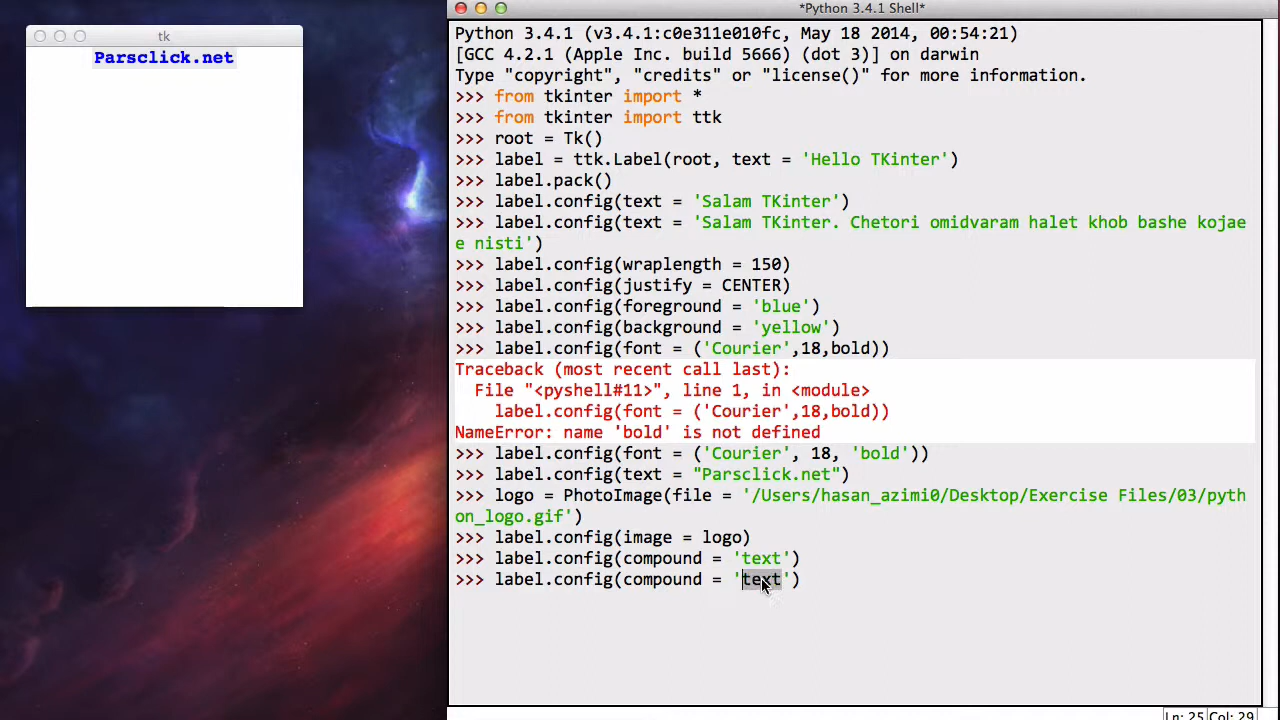 tk
Parsclick.net
*Python 3.4.1 Shell*
Python 3.4.1 (v3.4.1:c0e311e010fc, May 18 2014, 00:54:21)
[GCC 4.2.1 (Apple Inc. build 5666) (dot 3)] on darwin
Type "copyright", "credits" or "license()" for more information.
>>> from tkinter import *
>>> from tkinter import ttk
>>> root = Tk()
>>> label = ttk.Label(root, text = 'Hello TKinter')
>>> label.pack()
>>> label.config(text = 'Salam TKinter')
>>> label.config(text = 'Salam TKinter. Chetori omidvaram halet khob bashe kojae
e nisti')
>>> label.config(wraplength = 150)
>>> label.config(justify = CENTER)
>>> label.config(foreground = 'blue')
>>> label.config(background = 'yellow')
>>> label.config(font = ('Courier',18,bold))
Traceback (most recent call last):
  File "<pyshell#11>", line 1, in <module>
    label.config(font = ('Courier',18,bold))
NameError: name 'bold' is not defined
>>> label.config(font = ('Courier', 18, 'bold'))
>>> label.config(text = "Parsclick.net")
>>> logo = PhotoImage(file = '/Users/hasan_azimi0/Desktop/Exercise Files/03/pyth
on_logo.gif')
>>> label.config(image = logo)
>>> label.config(compound = 'text')
>>> label.config(compound = 'text')
Ln: 25 Col: 29